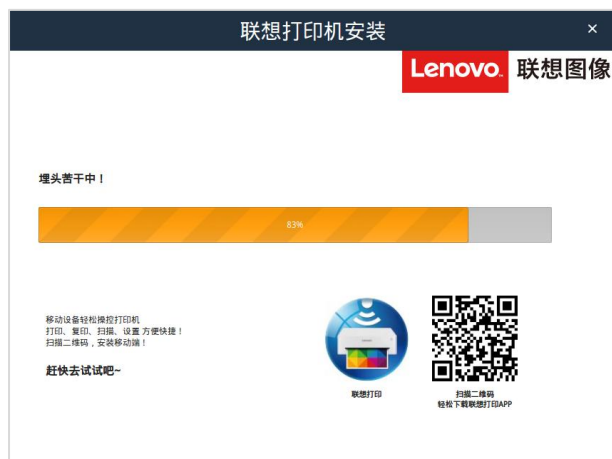 联想打印机安装
×
Lenovo 联想图像
埋头苦干中！
83%
移动设备轻松操控打印机
打印、复印、扫描、设置 方便快捷！
扫描二维码，安装移动端！
赶快去试试吧~
联想打印
扫描二维码
轻松下载联想打印APP